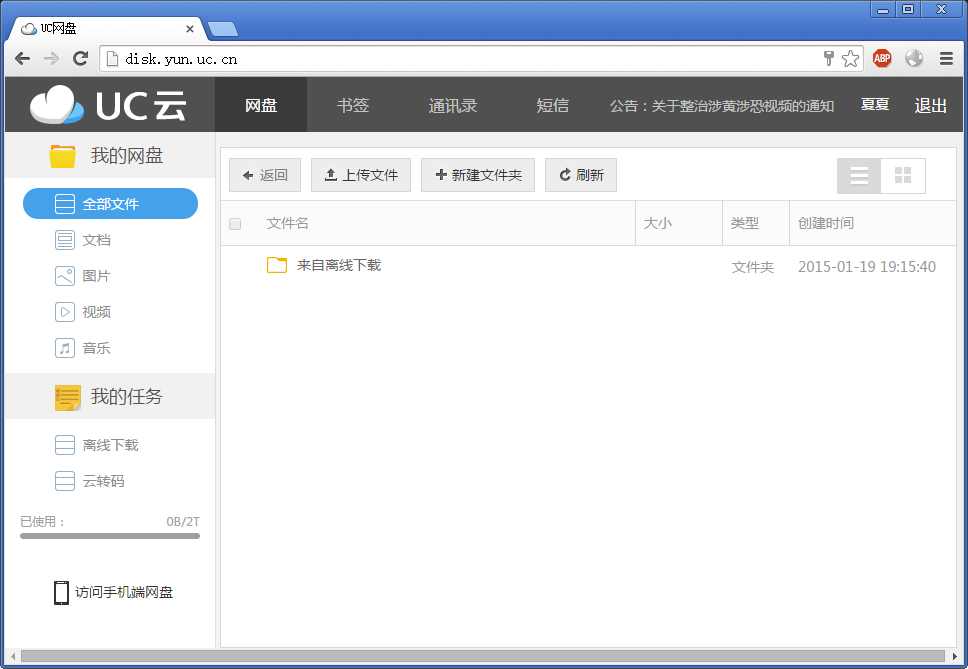 UC网盘
disk.yun.uc.cn
ABP
UC云
网盘
书签
通讯录
短信
公告：关于整治涉黄涉恐视频的通知
夏夏
退出
我的网盘
全部文件
文档
图片
视频
音乐
我的任务
离线下载
云转码
已使用：
0B/2T
访问手机端网盘
返回
上传文件
新建文件夹
刷新
文件名
大小
类型
创建时间
来自离线下载
文件夹
2015-01-19 19:15:40